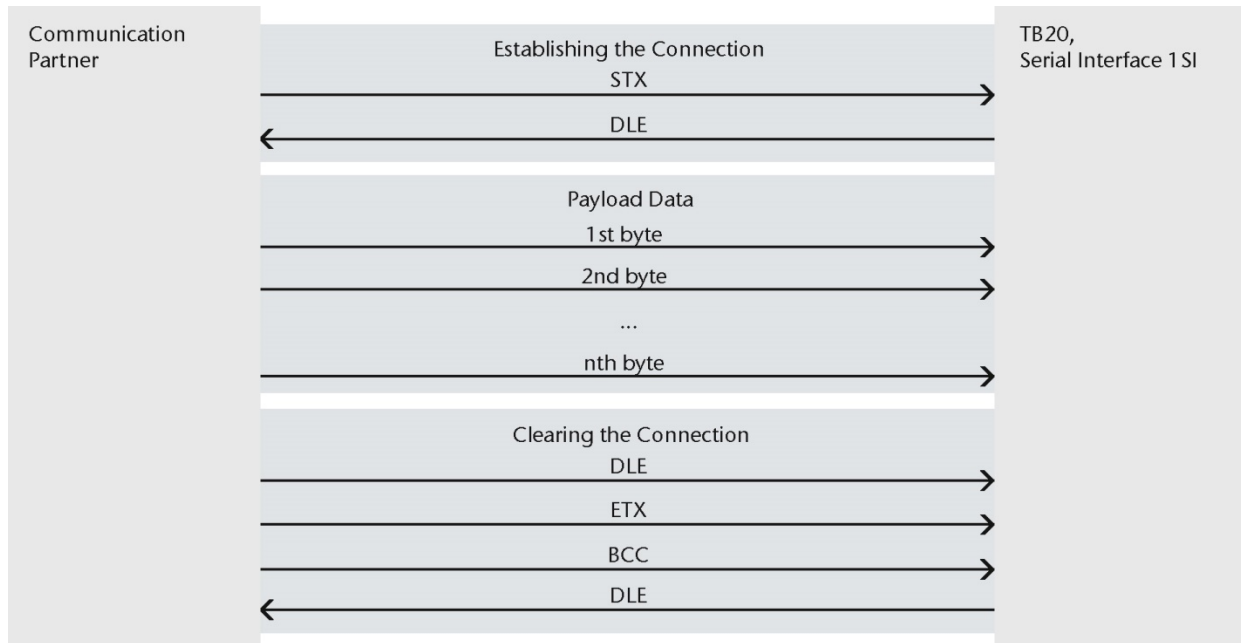 Communication
Partner
TB20,
Serial Interface 1SI
Establishing the Connection
STX
DLE
Payload Data
1st byte
2nd byte
...
nth byte
Clearing the Connection
DLE
ETX
BCC
DLE